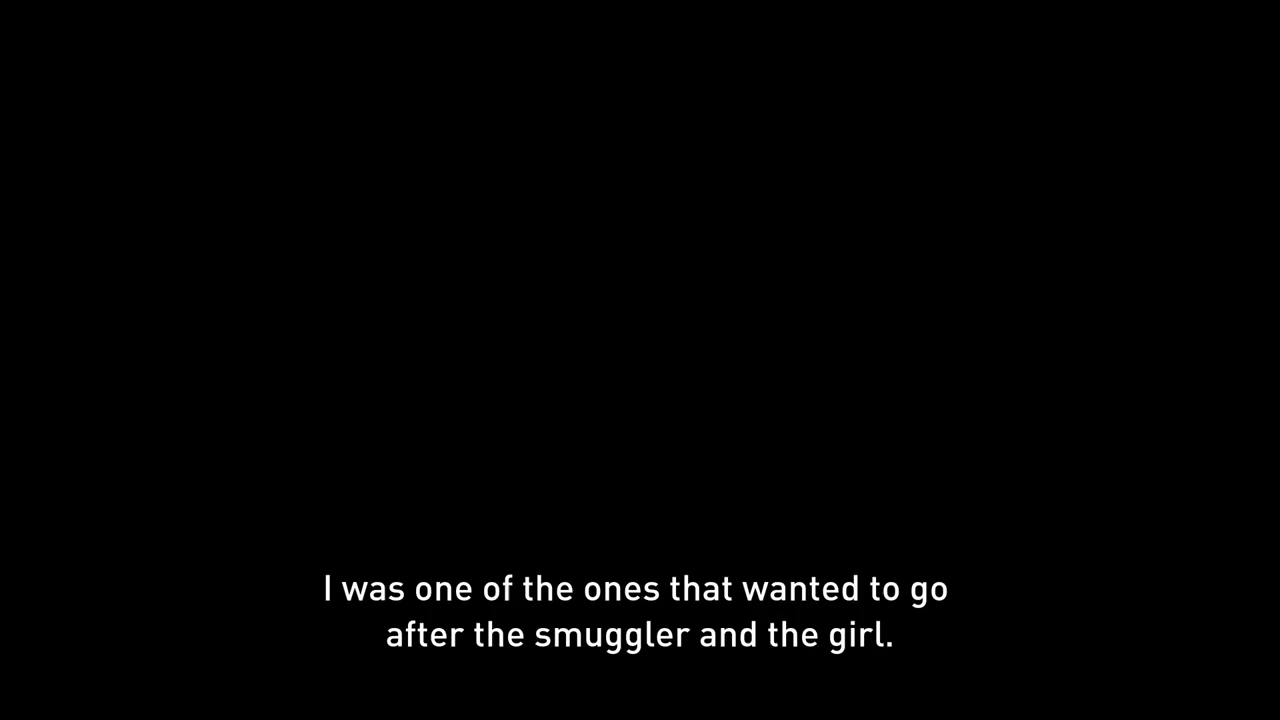 I was one of the ones that wanted to go
after the smuggler and the girl.